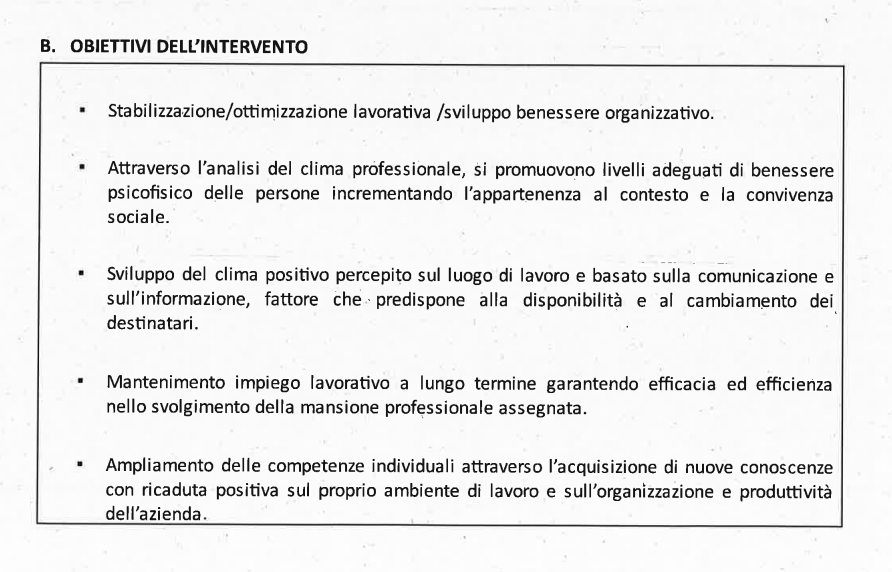 B. OBIETTIVI DELL'INTERVENTO
▪ Stabilizzazione/ottimizzazione lavorativa /sviluppo benessere organizzativo.
▪ Attraverso l'analisi del clima professionale, si promuovono livelli adeguati di benessere
psicofisico delle persone incrementando l'appartenenza al contesto e la convivenza
sociale.
▪ Sviluppo del clima positivo percepito sul luogo di lavoro e basato sulla comunicazione e
sull'informazione, fattore che predispone alla disponibilità e al cambiamento dei
destinatari.
▪ Mantenimento impiego lavorativo a lungo termine garantendo efficacia ed efficienza
nello svolgimento della mansione professionale assegnata.
▪ Ampliamento delle competenze individuali attraverso l'acquisizione di nuove conoscenze
con ricaduta positiva sul proprio ambiente di lavoro e sull'organizzazione e produttività
dell'azienda.